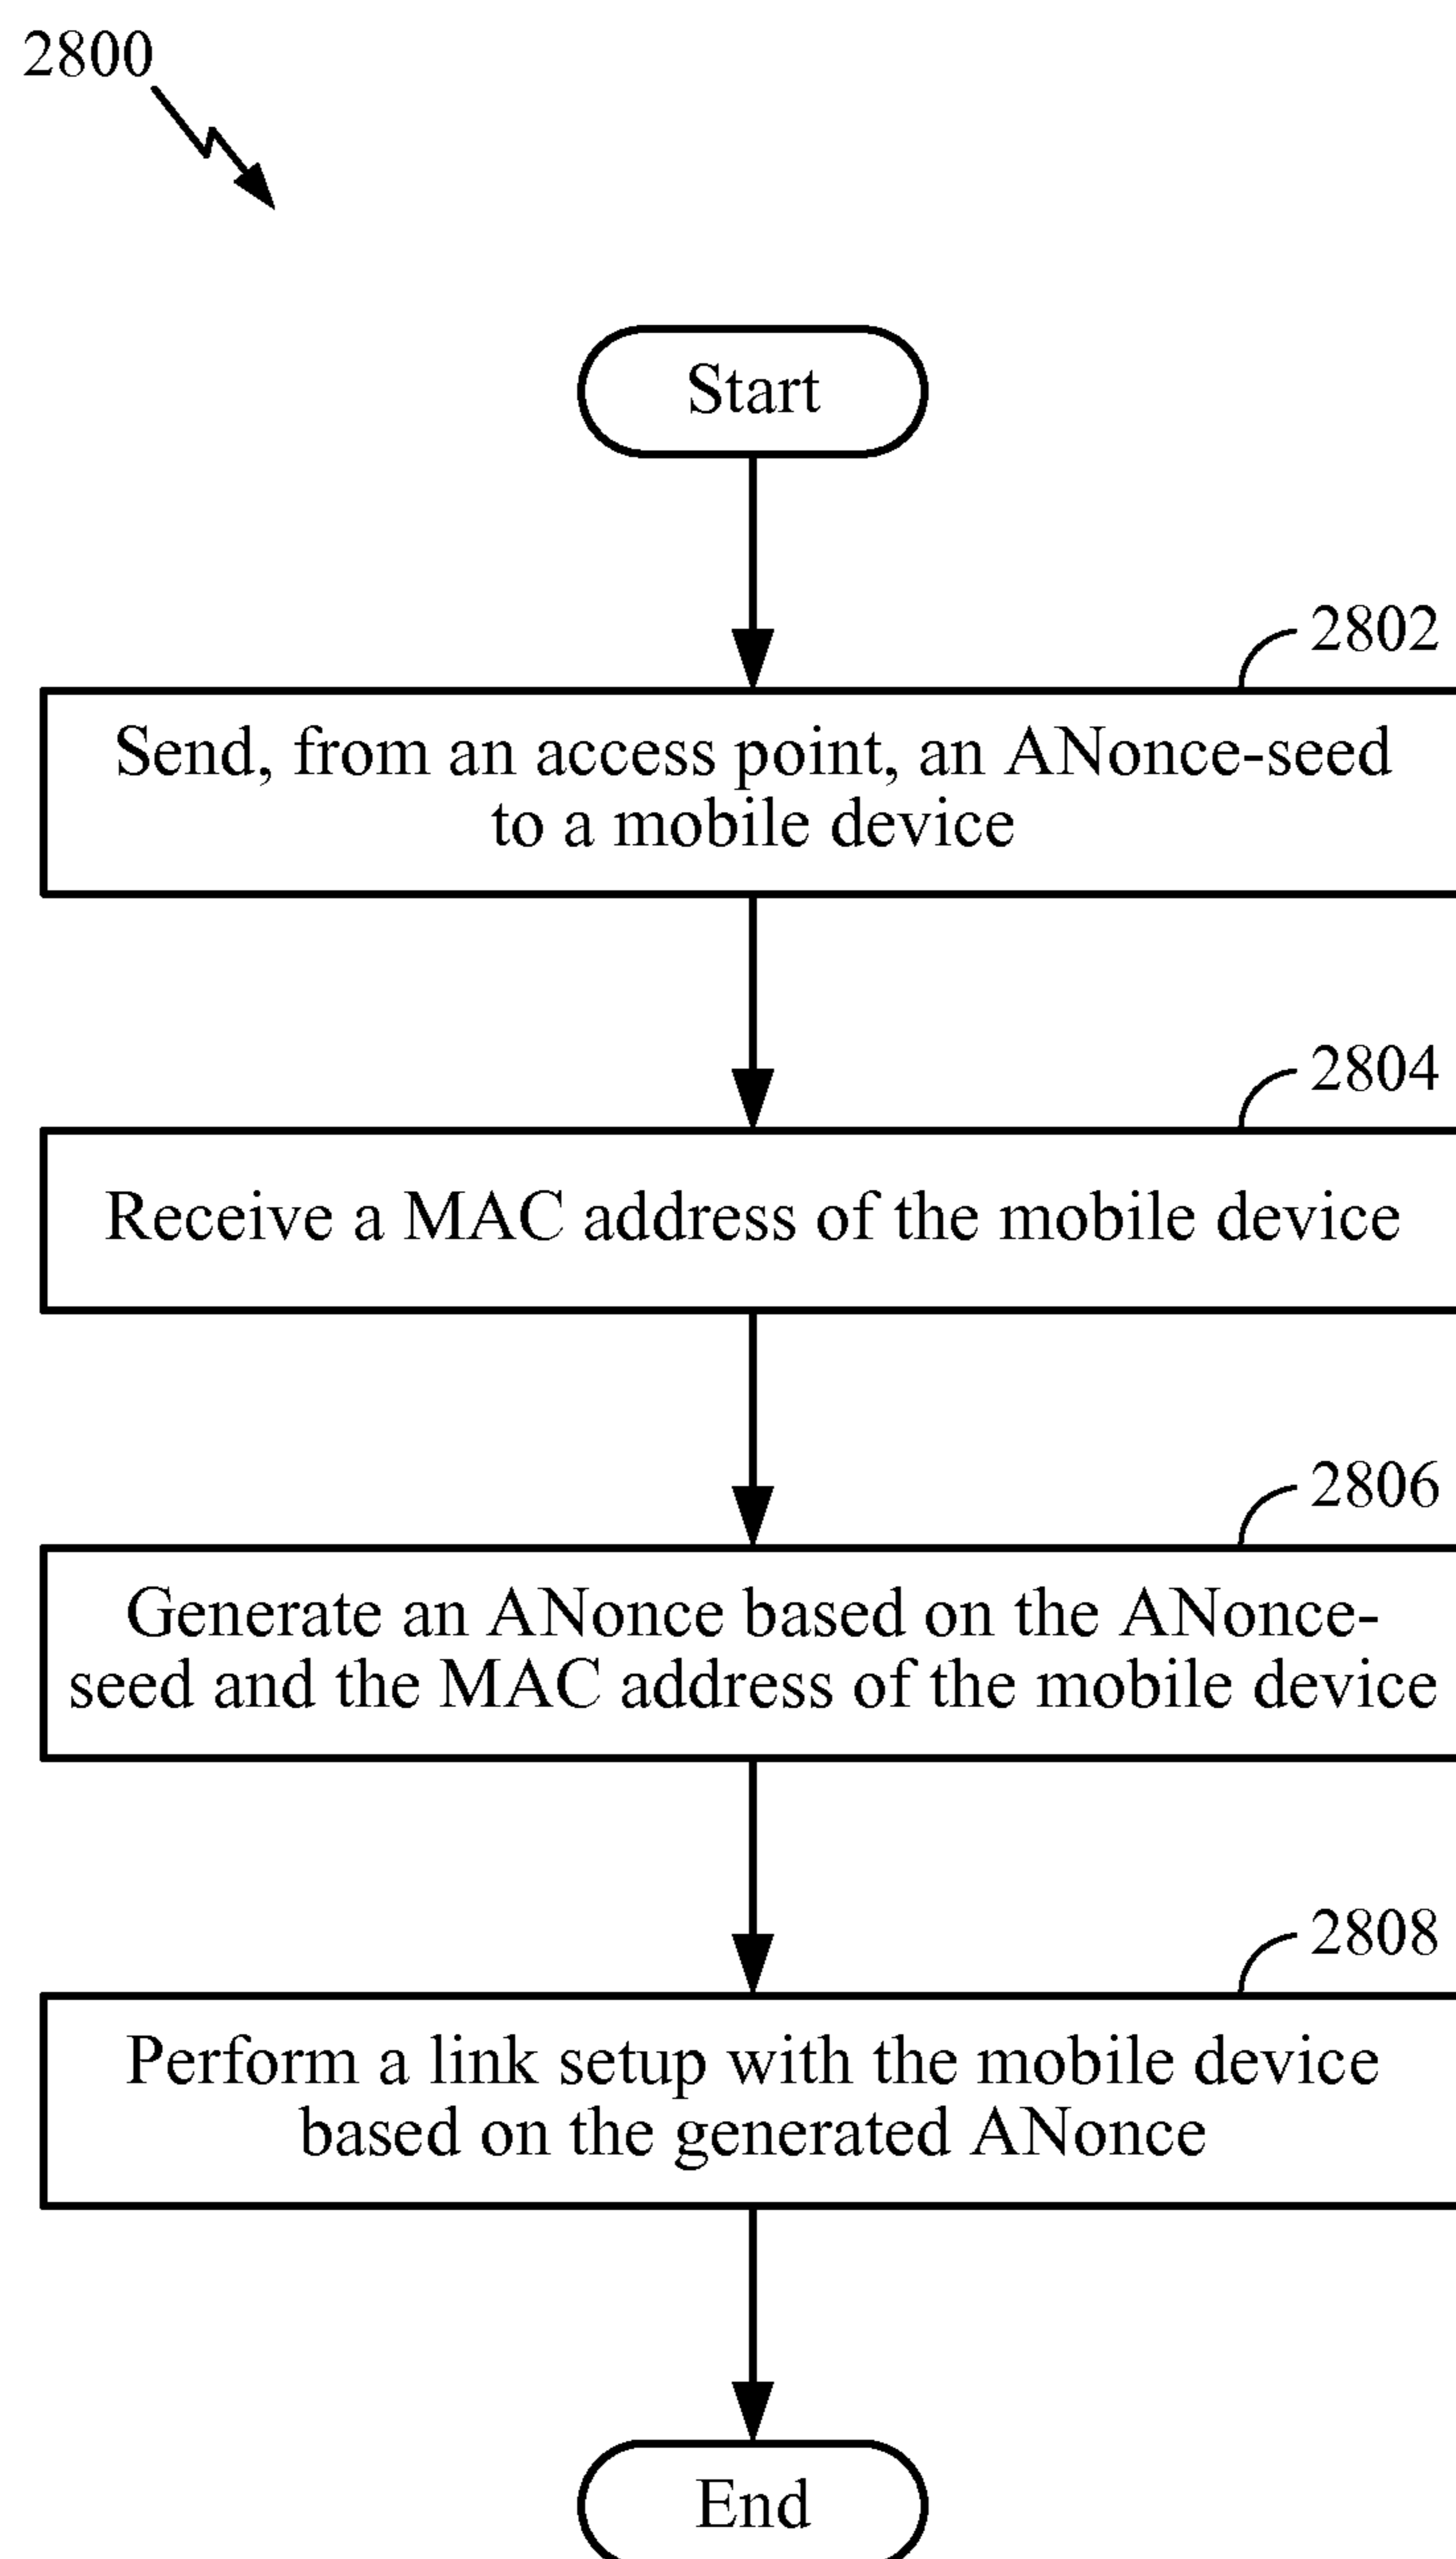 2800
Start
2802
Send, from an access point, an ANonce-seed
to a mobile device
2804
Receive a MAC address of the mobile device
2806
Generate an ANonce based on the ANonce-
seed and the MAC address of the mobile device
2808
Perform a link setup with the mobile device
based on the generated ANonce
End